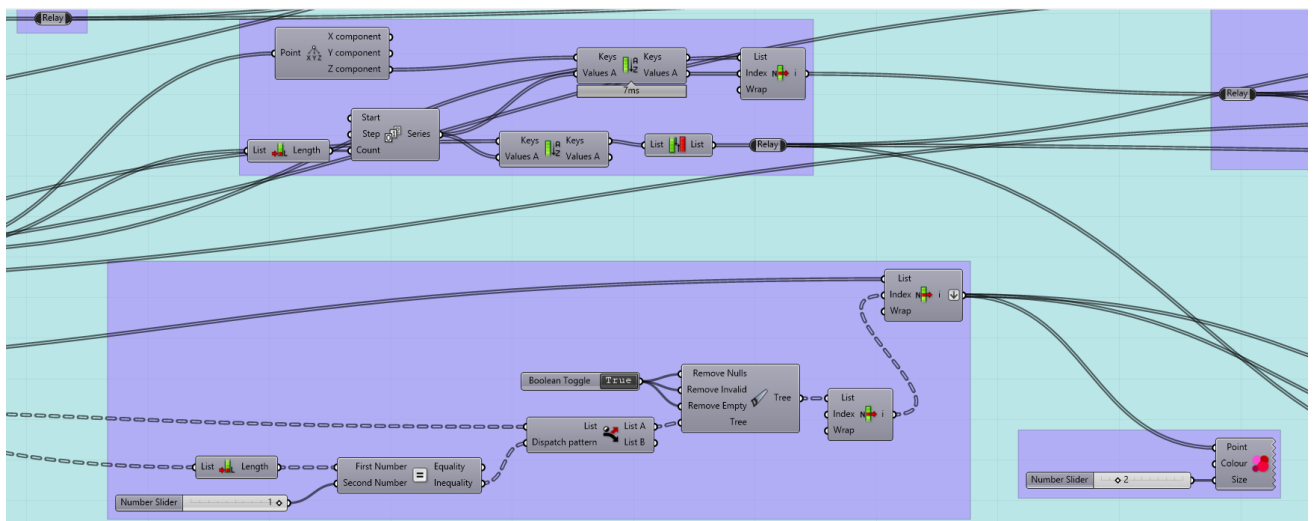 Relay
X component
Point Y component
XYZ
Z component
Keys Keys
Values A Values A
A
Z
7ms
List
Index N i
Wrap
Relay
Start
Step Series
Count
List Length
Keys Keys
Values A Values A
A
Z
List List
Relay
List
Index N i
Wrap
Boolean Toggle True
Remove Nulls
Remove Invalid
Remove Empty Tree
Tree
List
Index N i
Wrap
List List A
Dispatch pattern List B
List L Length
First Number = Equality
Second Number Inequality
Number Slider 1
Point
Colour
Size
Number Slider 2